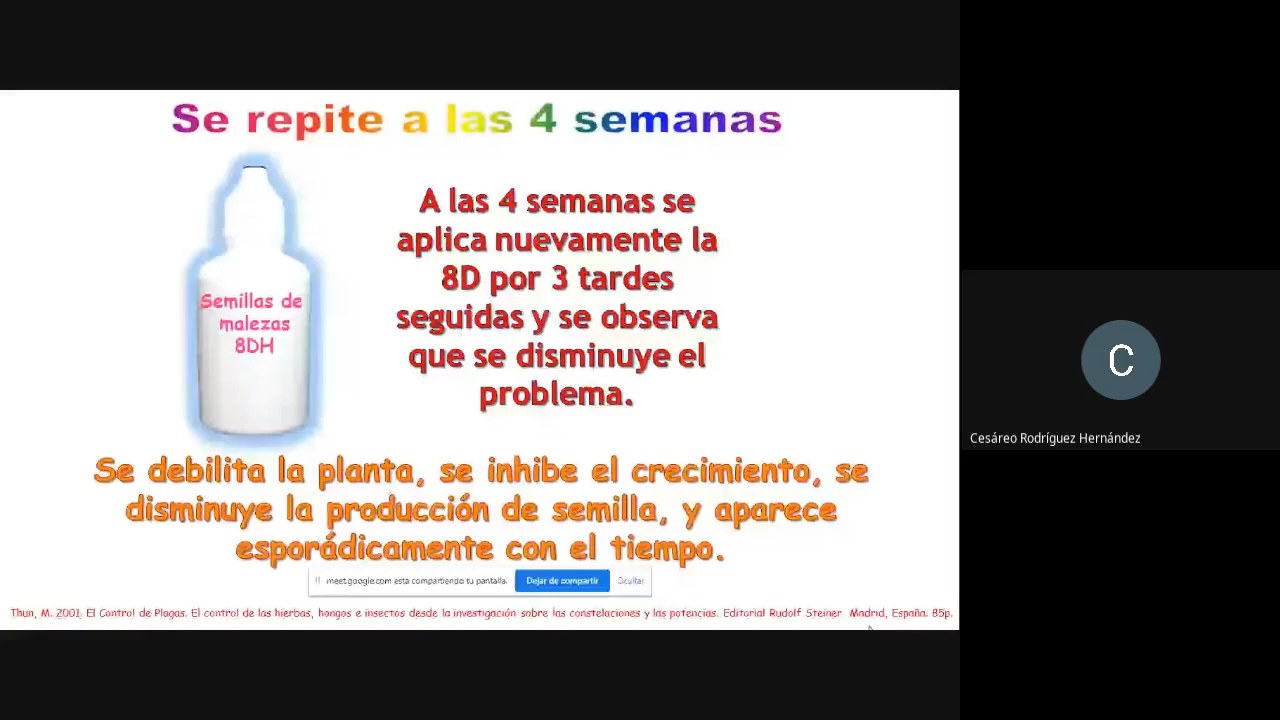 Se repite a las 4 semanas
A las 4 semanas se
aplica nuevamente la
8D por 3 tardes
seguidas y se observa
que se disminuye el
problema.
Semillas de
malezas
8DH
Se debilita la planta, se inhibe el crecimiento, se
disminuye la producción de semilla, y aparece
esporádicamente con el tiempo.
meet.google.com esta compartiendo tu pantalla. Dejar de compartir Ocultar
Thun, M. 2001. El Control de Plagas. El control de las hierbas, hongos e insectos desde la investigación sobre las constelaciones y las potencias. Editorial Rudolf Steiner Madrid, España. 85p.
C
Cesáreo Rodríguez Hernández